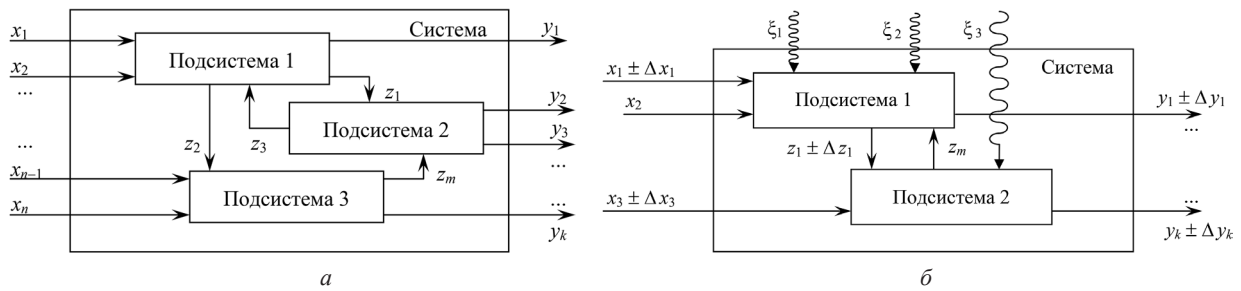 x₁
Система
y₁
Подсистема 1
x₂
...
z₁
y₂
Подсистема 2
y₃
...
z₂
z₃
...
xₙ₋₁
zₘ
Подсистема 3
...
xₙ
yₖ
а
ξ₁
ξ₂
ξ₃
Система
x₁ ± Δx₁
Подсистема 1
x₂
y₁ ± Δy₁
...
z₁ ± Δz₁
zₘ
Подсистема 2
x₃ ± Δx₃
...
yₖ ± Δyₖ
б